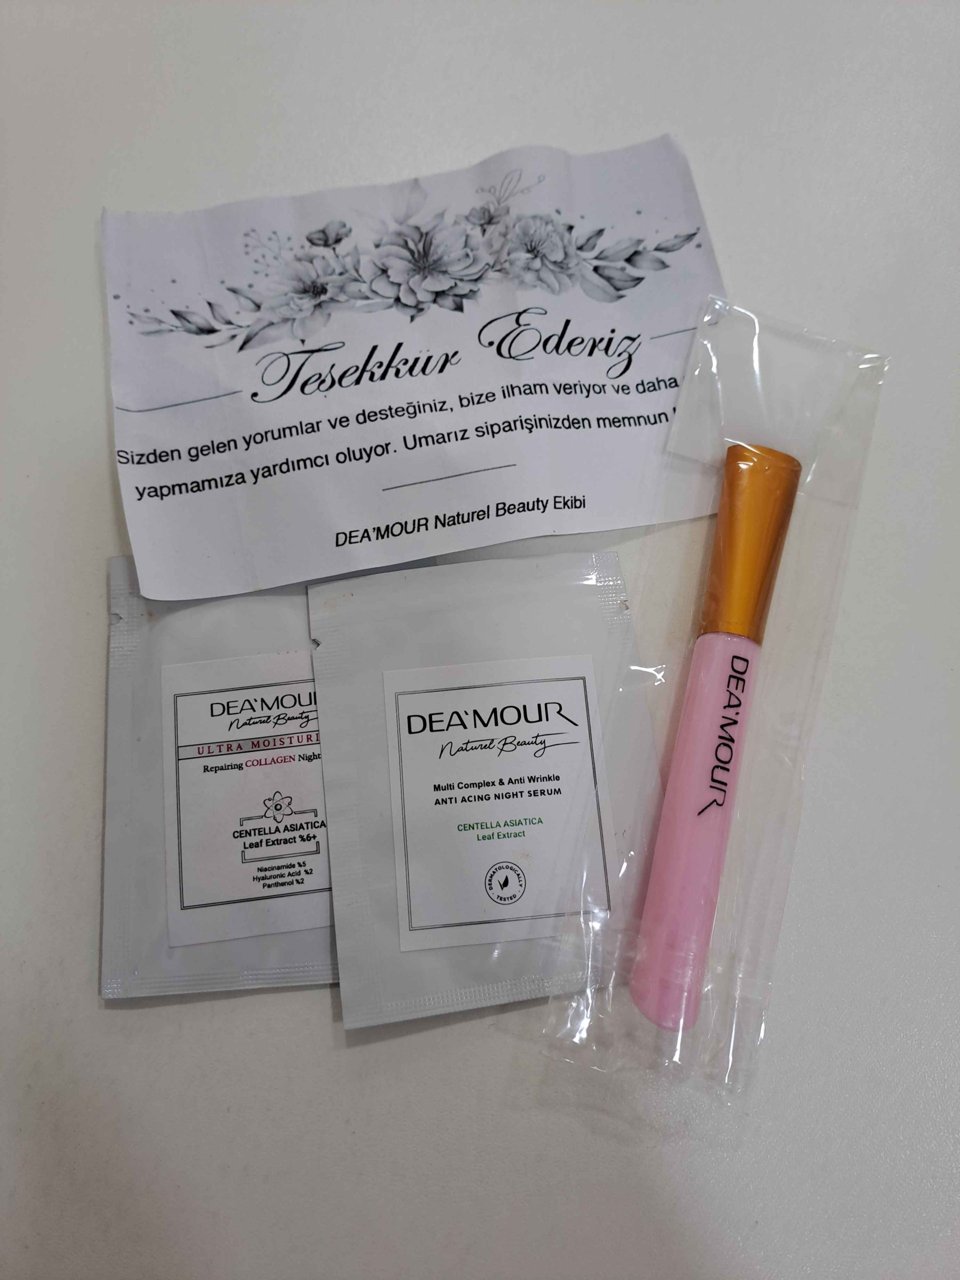 Teşekkür Ederiz
Sizden gelen yorumlar ve desteğiniz, bize ilham veriyor ve daha
yapmamıza yardımcı oluyor. Umarız siparişinizden memnun
DEA'MOUR Naturel Beauty Ekibi
DEA'MOUR
Naturel Beauty
ULTRA MOISTURI
Repairing COLLAGEN Night
CENTELLA ASIATICA
Leaf Extract %6+
Niacinamide %5
Hyaluronic Acid %2
Panthenol %2
DEA'MOUR
Naturel Beauty
Multi Complex & Anti Wrinkle
ANTI ACING NIGHT SERUM
CENTELLA ASIATICA
Leaf Extract
DERMATOLOGICALLY
TESTED
DEA'MOUR